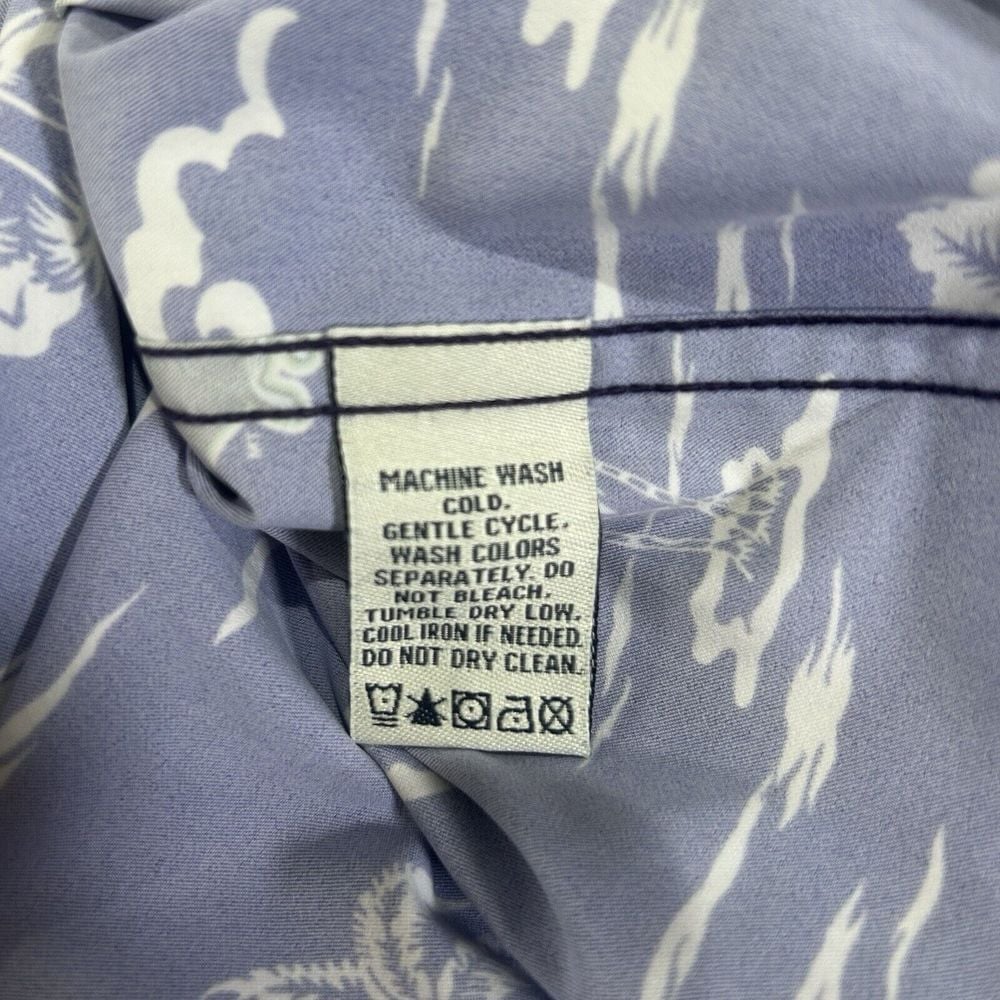 MACHINE WASH
COLD.
GENTLE CYCLE.
WASH COLORS
SEPARATELY. DO
NOT BLEACH.
TUMBLE DRY LOW.
COOL IRON IF NEEDED.
DO NOT DRY CLEAN.